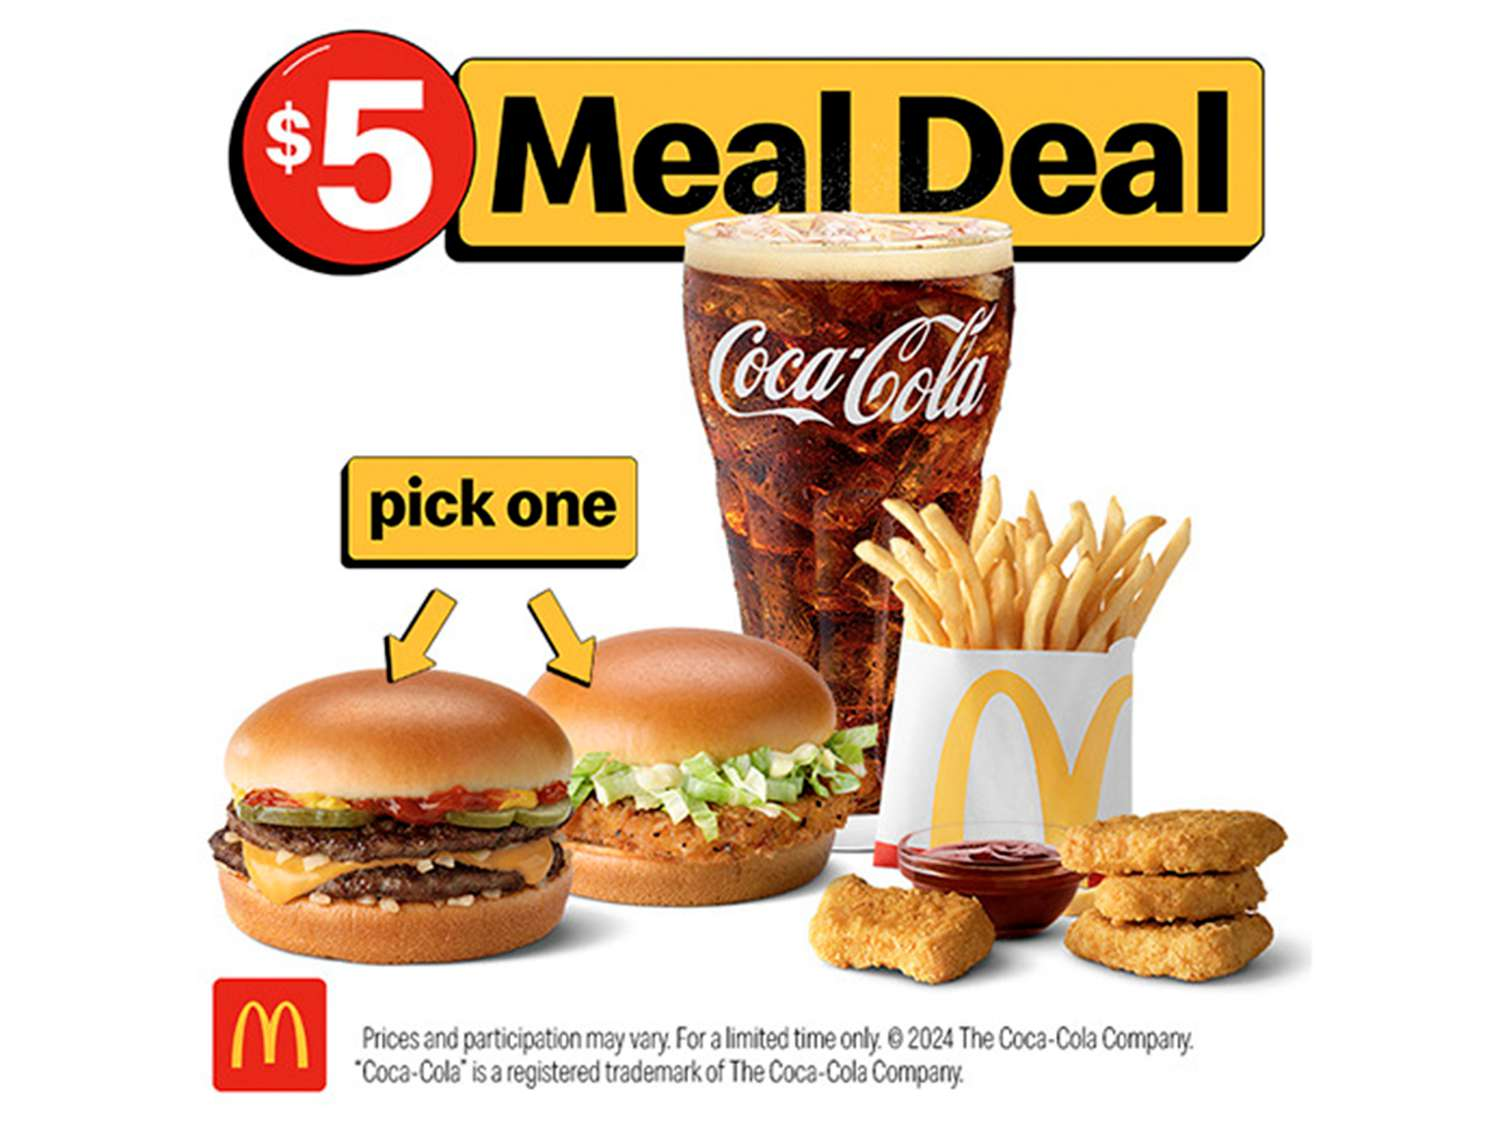 $5 Meal Deal
Coca-Cola
pick one
Prices and participation may vary. For a limited time only. © 2024 The Coca-Cola Company.
"Coca-Cola" is a registered trademark of The Coca-Cola Company.